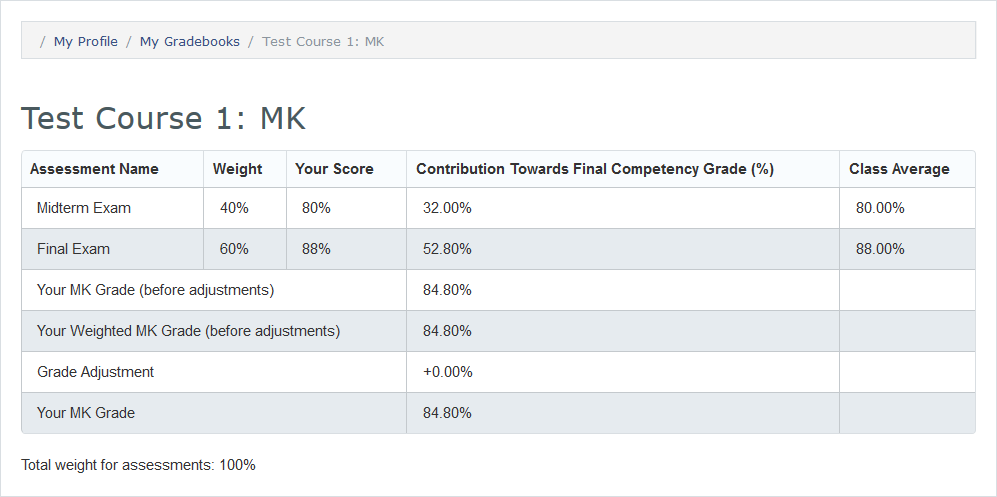 / My Profile / My Gradebooks / Test Course 1: MK
Test Course 1: MK
Assessment Name Weight Your Score Contribution Towards Final Competency Grade (%) Class Average
Midterm Exam 40% 80% 32.00% 80.00%
Final Exam 60% 88% 52.80% 88.00%
Your MK Grade (before adjustments) 84.80%
Your Weighted MK Grade (before adjustments) 84.80%
Grade Adjustment +0.00%
Your MK Grade 84.80%
Total weight for assessments: 100%